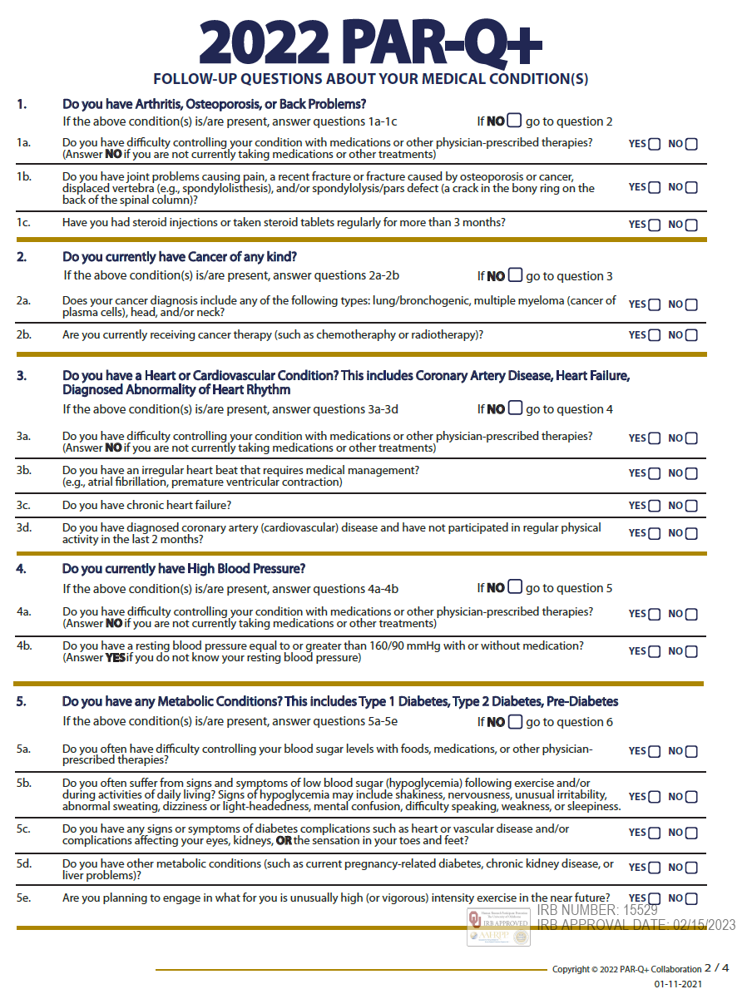 2022 PAR-Q+
FOLLOW-UP QUESTIONS ABOUT YOUR MEDICAL CONDITION(S)
1. Do you have Arthritis, Osteoporosis, or Back Problems?
If the above condition(s) is/are present, answer questions 1a-1c If NO go to question 2
1a. Do you have difficulty controlling your condition with medications or other physician-prescribed therapies? YES NO
(Answer NO if you are not currently taking medications or other treatments)
1b. Do you have joint problems causing pain, a recent fracture or fracture caused by osteoporosis or cancer,
displaced vertebra (e.g., spondylolisthesis), and/or spondylolysis/pars defect (a crack in the bony ring on the YES NO
back of the spinal column)?
1c. Have you had steroid injections or taken steroid tablets regularly for more than 3 months? YES NO
2. Do you currently have Cancer of any kind?
If the above condition(s) is/are present, answer questions 2a-2b If NO go to question 3
2a. Does your cancer diagnosis include any of the following types: lung/bronchogenic, multiple myeloma (cancer of YES NO
plasma cells), head, and/or neck?
2b. Are you currently receiving cancer therapy (such as chemotheraphy or radiotherapy)? YES NO
3. Do you have a Heart or Cardiovascular Condition? This includes Coronary Artery Disease, Heart Failure,
Diagnosed Abnormality of Heart Rhythm
If the above condition(s) is/are present, answer questions 3a-3d If NO go to question 4
3a. Do you have difficulty controlling your condition with medications or other physician-prescribed therapies? YES NO
(Answer NO if you are not currently taking medications or other treatments)
3b. Do you have an irregular heart beat that requires medical management? YES NO
(e.g., atrial fibrillation, premature ventricular contraction)
3c. Do you have chronic heart failure? YES NO
3d. Do you have diagnosed coronary artery (cardiovascular) disease and have not participated in regular physical YES NO
activity in the last 2 months?
4. Do you currently have High Blood Pressure?
If the above condition(s) is/are present, answer questions 4a-4b If NO go to question 5
4a. Do you have difficulty controlling your condition with medications or other physician-prescribed therapies? YES NO
(Answer NO if you are not currently taking medications or other treatments)
4b. Do you have a resting blood pressure equal to or greater than 160/90 mmHg with or without medication? YES NO
(Answer YES if you do not know your resting blood pressure)
5. Do you have any Metabolic Conditions? This includes Type 1 Diabetes, Type 2 Diabetes, Pre-Diabetes
If the above condition(s) is/are present, answer questions 5a-5e If NO go to question 6
5a. Do you often have difficulty controlling your blood sugar levels with foods, medications, or other physician- YES NO
prescribed therapies?
5b. Do you often suffer from signs and symptoms of low blood sugar (hypoglycemia) following exercise and/or
during activities of daily living? Signs of hypoglycemia may include shakiness, nervousness, unusual irritability, YES NO
abnormal sweating, dizziness or light-headedness, mental confusion, difficulty speaking, weakness, or sleepiness.
5c. Do you have any signs or symptoms of diabetes complications such as heart or vascular disease and/or YES NO
complications affecting your eyes, kidneys, OR the sensation in your toes and feet?
5d. Do you have other metabolic conditions (such as current pregnancy-related diabetes, chronic kidney disease, or YES NO
liver problems)?
5e. Are you planning to engage in what for you is unusually high (or vigorous) intensity exercise in the near future? YES NO
IRB APPROVED
AAHRPP
IRB NUMBER: 15529
IRB APPROVAL DATE: 02/15/2023
Copyright © 2022 PAR-Q+ Collaboration 2 / 4
01-11-2021